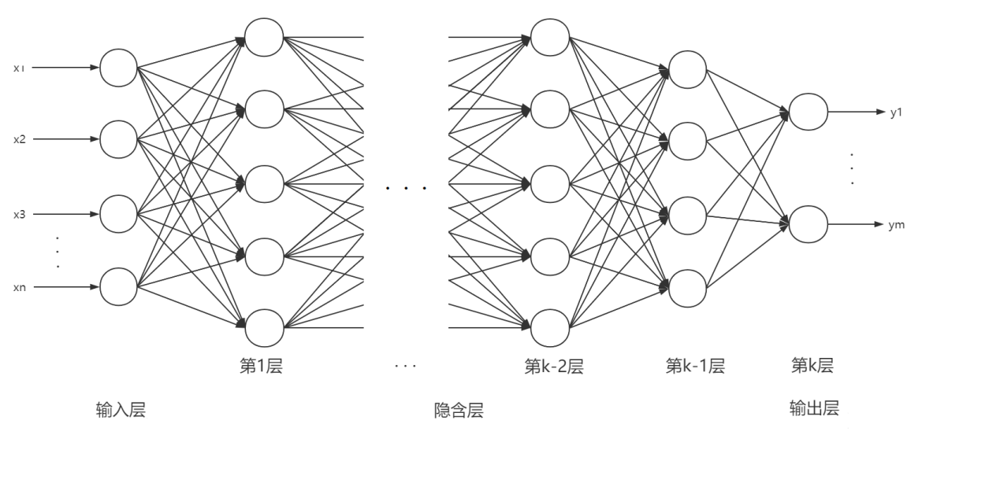 x1
x2
x3
xn
y1
ym
第1层
···
第k-2层
第k-1层
第k层
输入层
隐含层
输出层